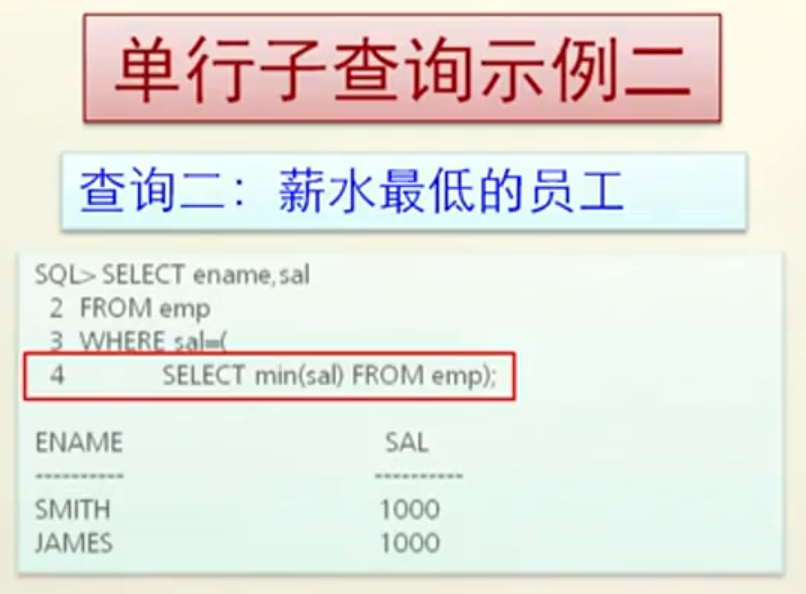 单行子查询示例二
查询二：薪水最低的员工
SQL> SELECT ename,sal
2 FROM emp
3 WHERE sal=(
4 SELECT min(sal) FROM emp);
ENAME SAL
---------- ----------
SMITH 1000
JAMES 1000